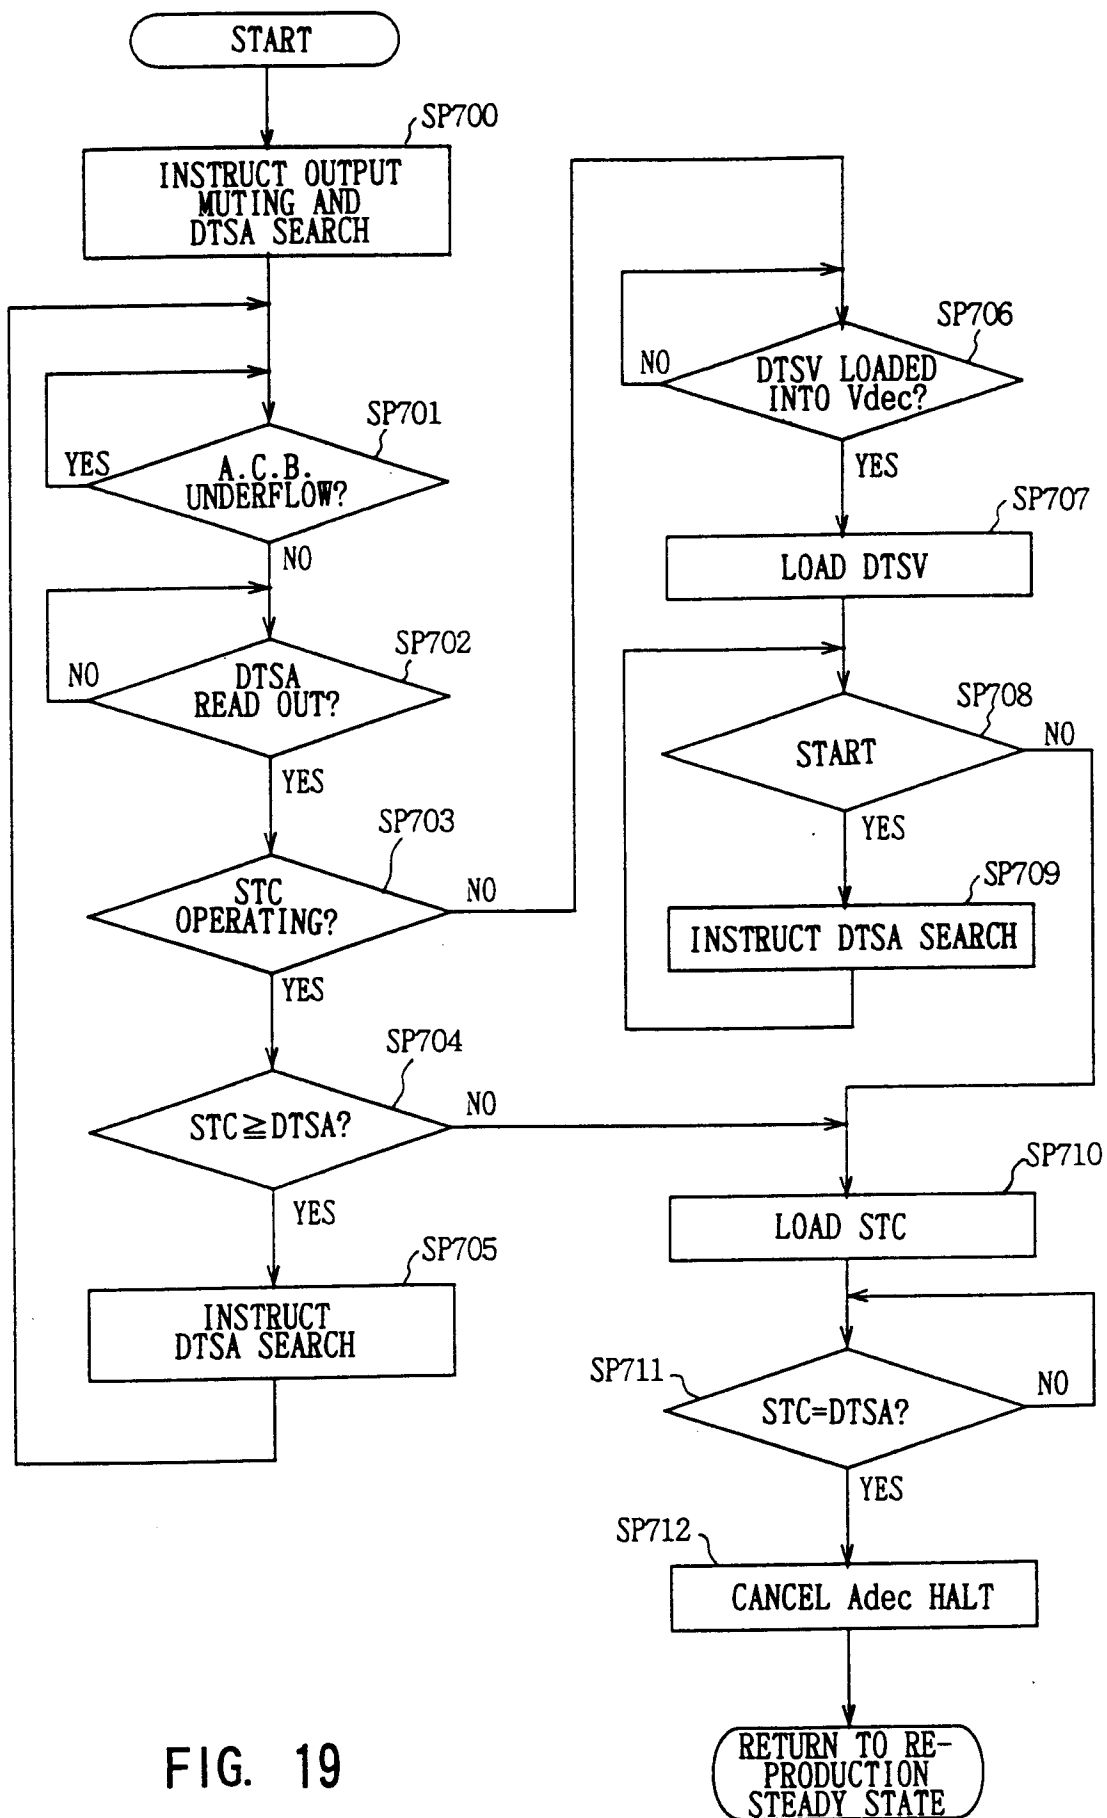 START
SP700
INSTRUCT OUTPUT
MUTING AND
DTSA SEARCH
SP701
A.C.B.
UNDERFLOW?
YES
NO
SP702
DTSA
READ OUT?
NO
YES
SP703
STC
OPERATING?
NO
YES
SP704
STC≧DTSA?
NO
YES
SP705
INSTRUCT
DTSA SEARCH
SP706
DTSV LOADED
INTO Vdec?
NO
YES
SP707
LOAD DTSV
SP708
START
NO
YES
SP709
INSTRUCT DTSA SEARCH
SP710
LOAD STC
SP711
STC=DTSA?
NO
YES
SP712
CANCEL Adec HALT
RETURN TO RE-
PRODUCTION
STEADY STATE
FIG. 19